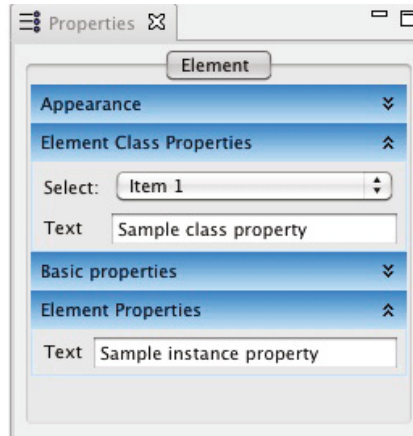 Properties
Element
Appearance
Element Class Properties
Select: Item 1
Text Sample class property
Basic properties
Element Properties
Text Sample instance property